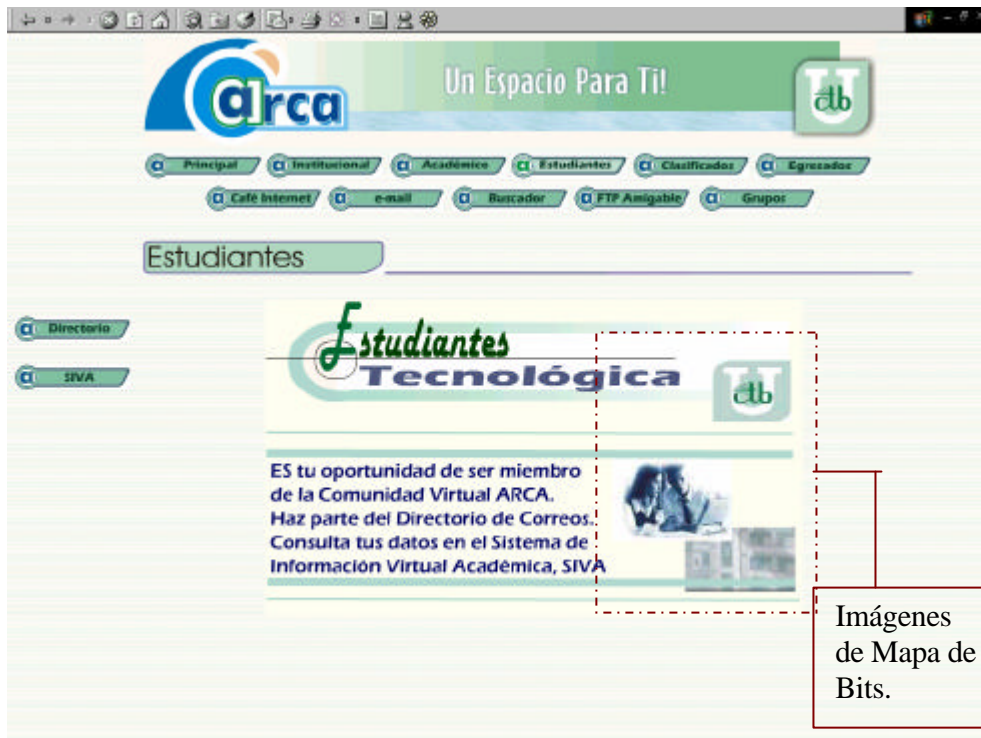 arca
Un Espacio Para Ti!
U
ctb
Principal
Institucional
Académico
Estudiantes
Clasificados
Egresados
Café Internet
e-mail
Buscador
FTP Amigable
Grupos
Estudiantes
Directorio
SIVA
Estudiantes
Tecnológica
U
ctb
ES tu oportunidad de ser miembro
de la Comunidad Virtual ARCA.
Haz parte del Directorio de Correos.
Consulta tus datos en el Sistema de
Información Virtual Académica, SIVA
Imágenes
de Mapa de
Bits.